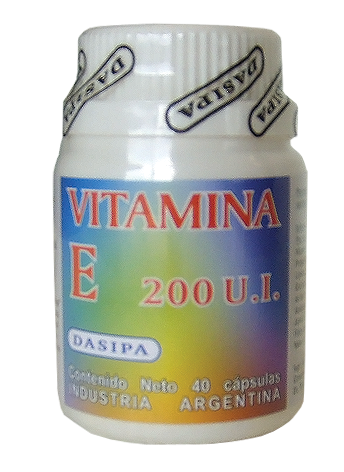 DASIPA
DASIPA
DASIPA
VITAMINA
E 200 U.I.
DASIPA
Contenido Neto 40 cápsulas
INDUSTRIA ARGENTINA